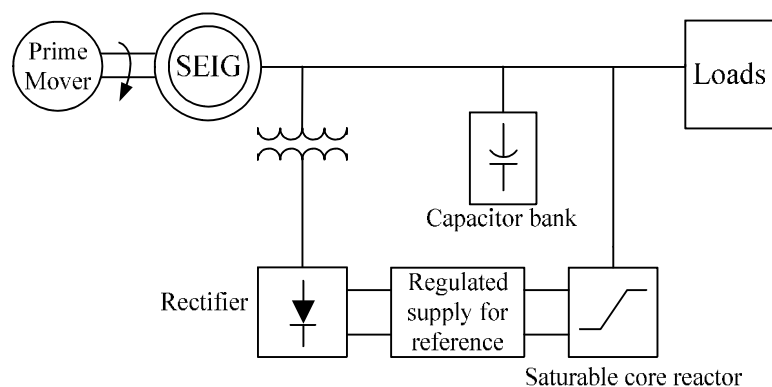 Prime
Mover
SEIG
Loads
Capacitor bank
Rectifier
Regulated
supply for
reference
Saturable core reactor